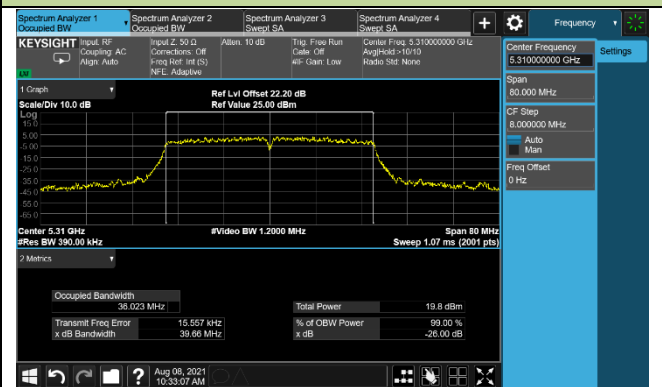 Spectrum Analyzer 1
Occupied BW
Spectrum Analyzer 2
Occupied BW
Spectrum Analyzer 3
Swept SA
Spectrum Analyzer 4
Swept SA
Frequency
KEYSIGHT
Input: RF
Coupling: AC
Align: Auto
Input Z: 50 Ω
Corrections: Off
Freq Ref: Int (S)
NFE: Adaptive
Atten: 10 dB
Trig: Free Run
Gate: Off
#IF Gain: Low
Center Freq: 5.310000000 GHz
Avg|Hold:>10/10
Radio Std: None
Center Frequency
5.310000000 GHz
Settings
Span
80.000 MHz
CF Step
8.000000 MHz
Auto
Man
Freq Offset
0 Hz
1 Graph
Scale/Div 10.0 dB
Ref Lvl Offset 22.20 dB
Ref Value 25.00 dBm
Log
15.0
5.00
-5.00
-15.0
-25.0
-35.0
-45.0
-55.0
-65.0
Center 5.31 GHz
#Res BW 390.00 kHz
#Video BW 1.2000 MHz
Span 80 MHz
Sweep 1.07 ms (2001 pts)
2 Metrics
Occupied Bandwidth
36.023 MHz
Total Power 19.8 dBm
Transmit Freq Error 15.557 kHz
% of OBW Power 99.00 %
x dB Bandwidth 39.66 MHz
x dB -26.00 dB
?
Aug 08, 2021
10:33:07 AM